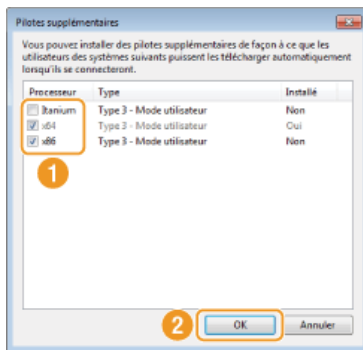 Pilotes supplémentaires
Vous pouvez installer des pilotes supplémentaires de façon à ce que les
utilisateurs des systèmes suivants puissent les télécharger automatiquement
lorsqu'ils se connecteront.
Processeur Type Installé
Itanium Type 3 - Mode utilisateur Non
x64 Type 3 - Mode utilisateur Oui
x86 Type 3 - Mode utilisateur Non
1
2 OK Annuler